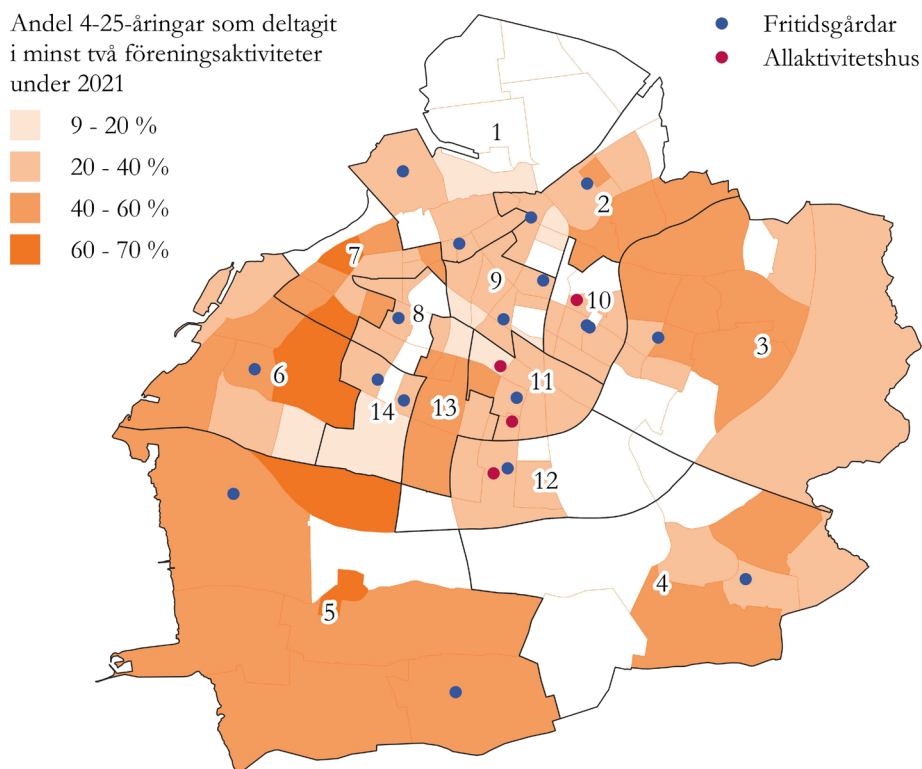 Andel 4-25-åringar som deltagit
i minst två föreningsaktiviteter
under 2021
9 - 20 %
20 - 40 %
40 - 60 %
60 - 70 %
Fritidsgårdar
Allaktivitetshus
1
2
7
9
10
8
3
6
11
13
14
12
4
5